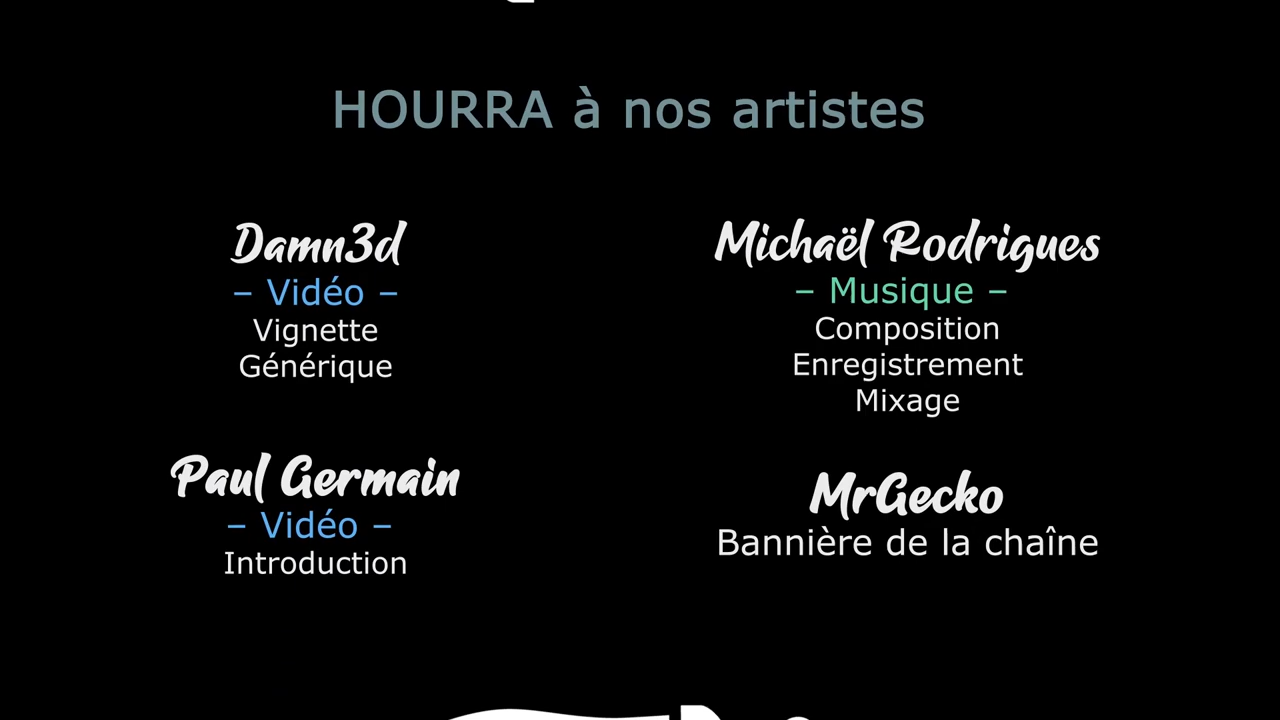 HOURRA à nos artistes
Damn3d
– Vidéo –
Vignette
Générique
Michaël Rodrigues
– Musique –
Composition
Enregistrement
Mixage
Paul Germain
– Vidéo –
Introduction
MrGecko
Bannière de la chaîne